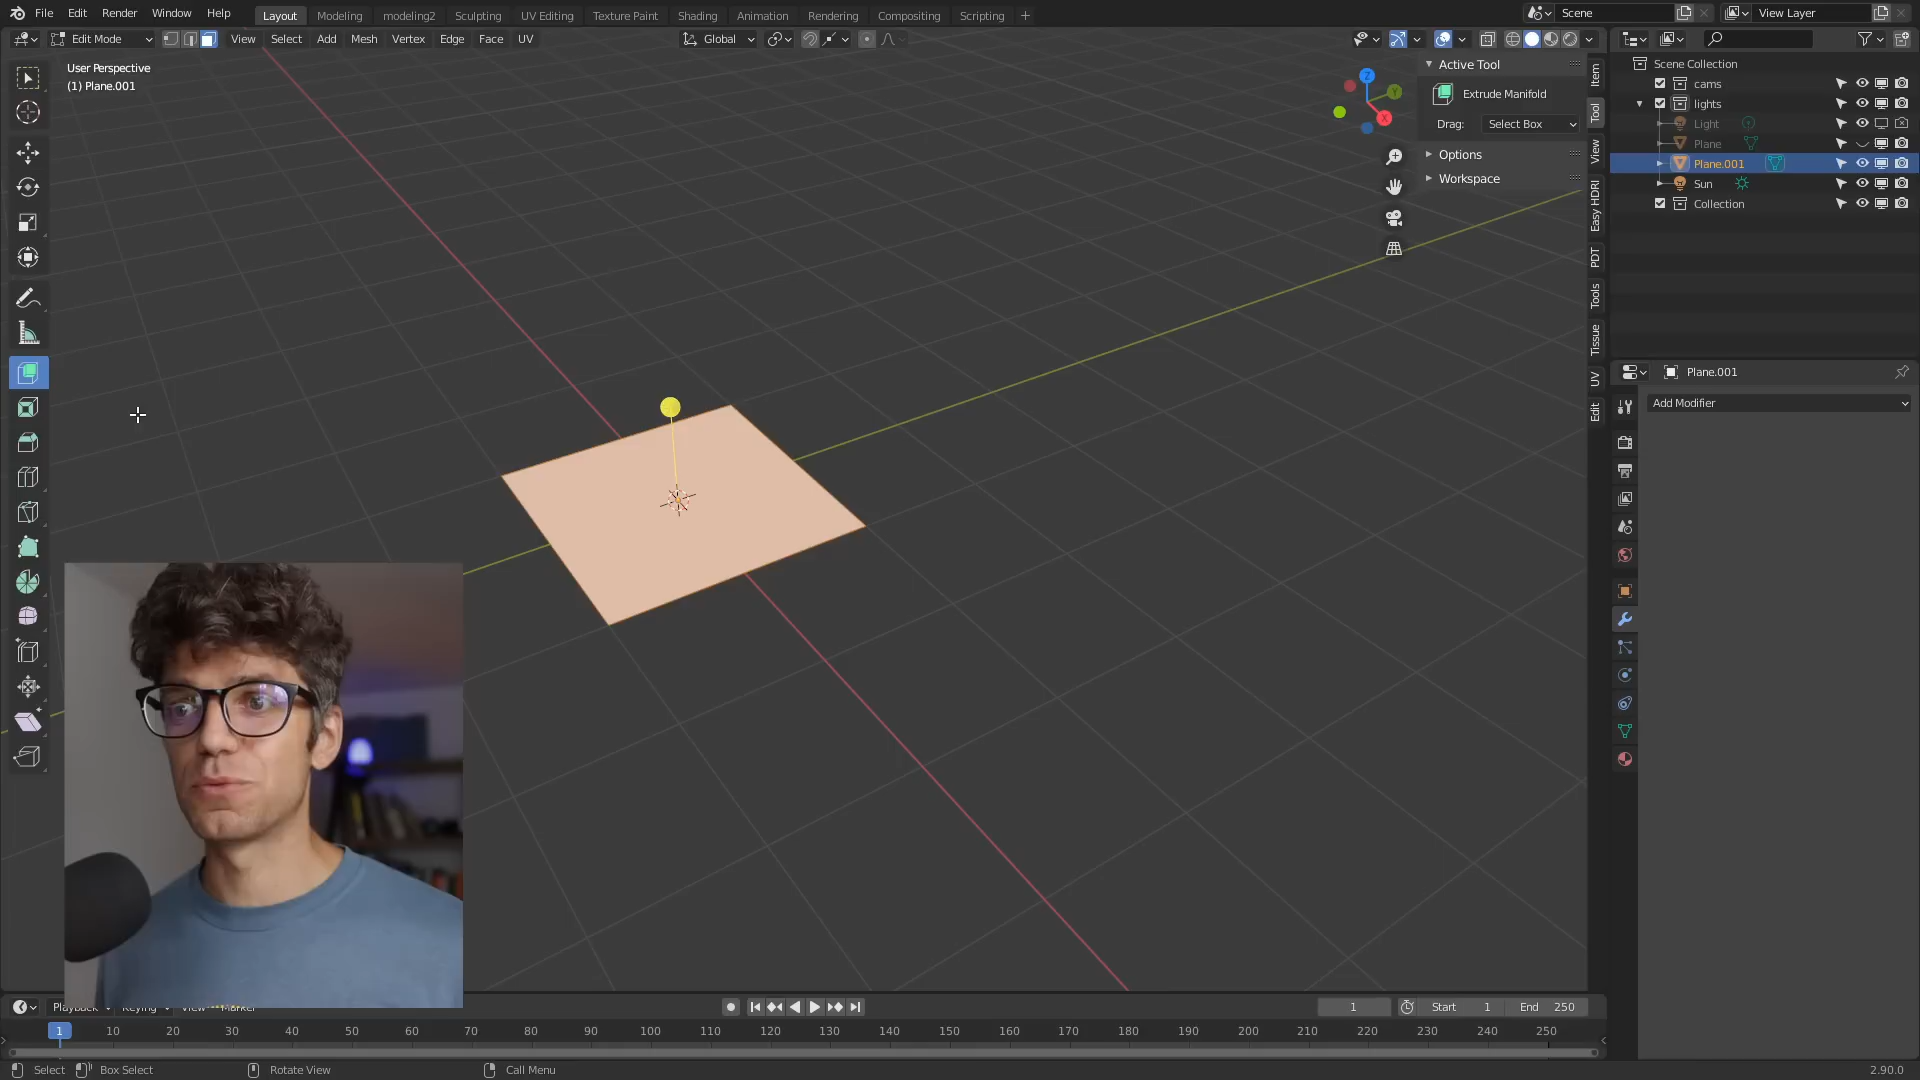 File Edit Render Window Help
Layout Modeling modeling2 Sculpting UV Editing Texture Paint Shading Animation Rendering Compositing Scripting +
Scene
View Layer
Edit Mode
View Select Add Mesh Vertex Edge Face UV
Global
User Perspective
(1) Plane.001
Z
Y
X
Active Tool
Extrude Manifold
Drag: Select Box
Options
Workspace
Item
Tool
View
Easy HDRI
PDT
Tools
Tissue
UV
Edit
Scene Collection
cams
lights
Light
Plane
Plane.001
Sun
Collection
Plane.001
Add Modifier
Playback Keying View Marker
1
Start 1
End 250
1 10 20 30 40 50 60 70 80 90 100 110 120 130 140 150 160 170 180 190 200 210 220 230 240 250
Select Box Select Rotate View Call Menu
2.90.0